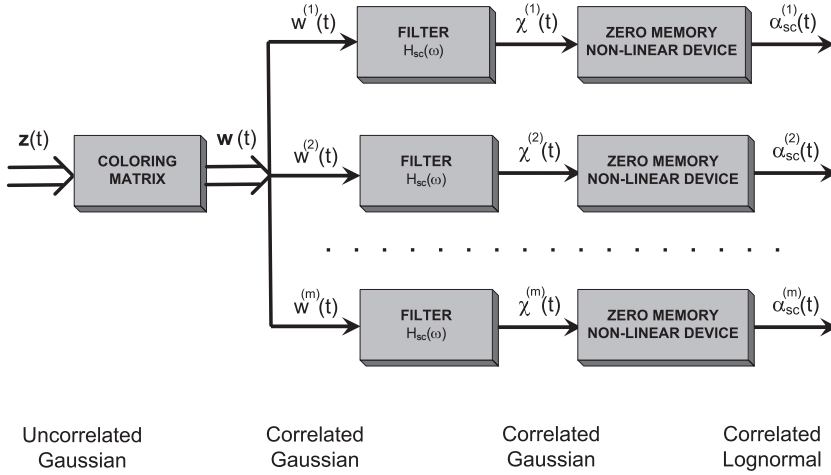 w⁽¹⁾(t)
FILTER
Hsc(ω)
χ⁽¹⁾(t)
ZERO MEMORY
NON-LINEAR DEVICE
αsc⁽¹⁾(t)
z(t)
COLORING
MATRIX
w (t)
w⁽²⁾(t)
FILTER
Hsc(ω)
χ⁽²⁾(t)
ZERO MEMORY
NON-LINEAR DEVICE
αsc⁽²⁾(t)
w⁽ᵐ⁾(t)
FILTER
Hsc(ω)
χ⁽ᵐ⁾(t)
ZERO MEMORY
NON-LINEAR DEVICE
αsc⁽ᵐ⁾(t)
Uncorrelated
Gaussian
Correlated
Gaussian
Correlated
Gaussian
Correlated
Lognormal